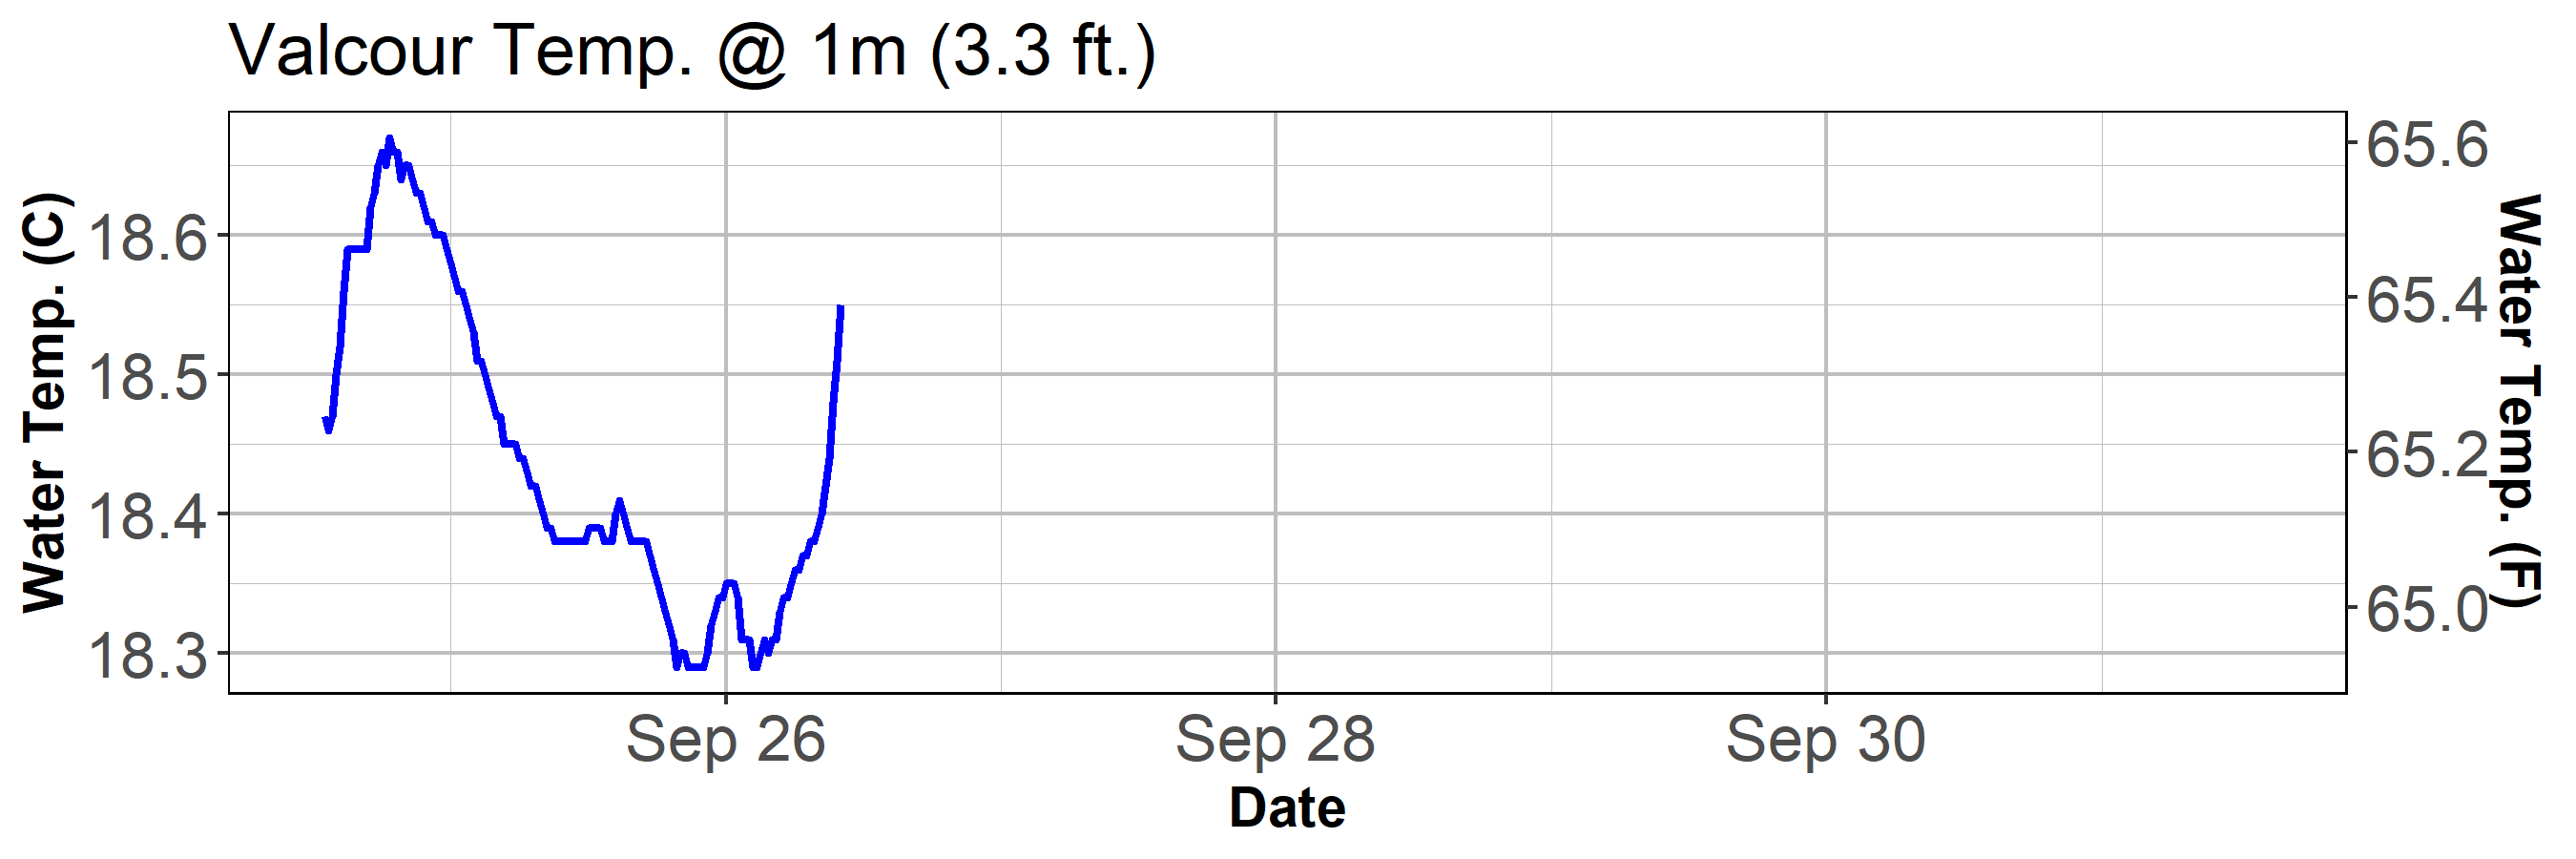 Valcour Temp. @ 1m (3.3 ft.)
Water Temp. (C)
18.6
18.5
18.4
18.3
65.6
65.4
65.2
65.0
Water Temp. (F)
Sep 26
Sep 28
Sep 30
Date